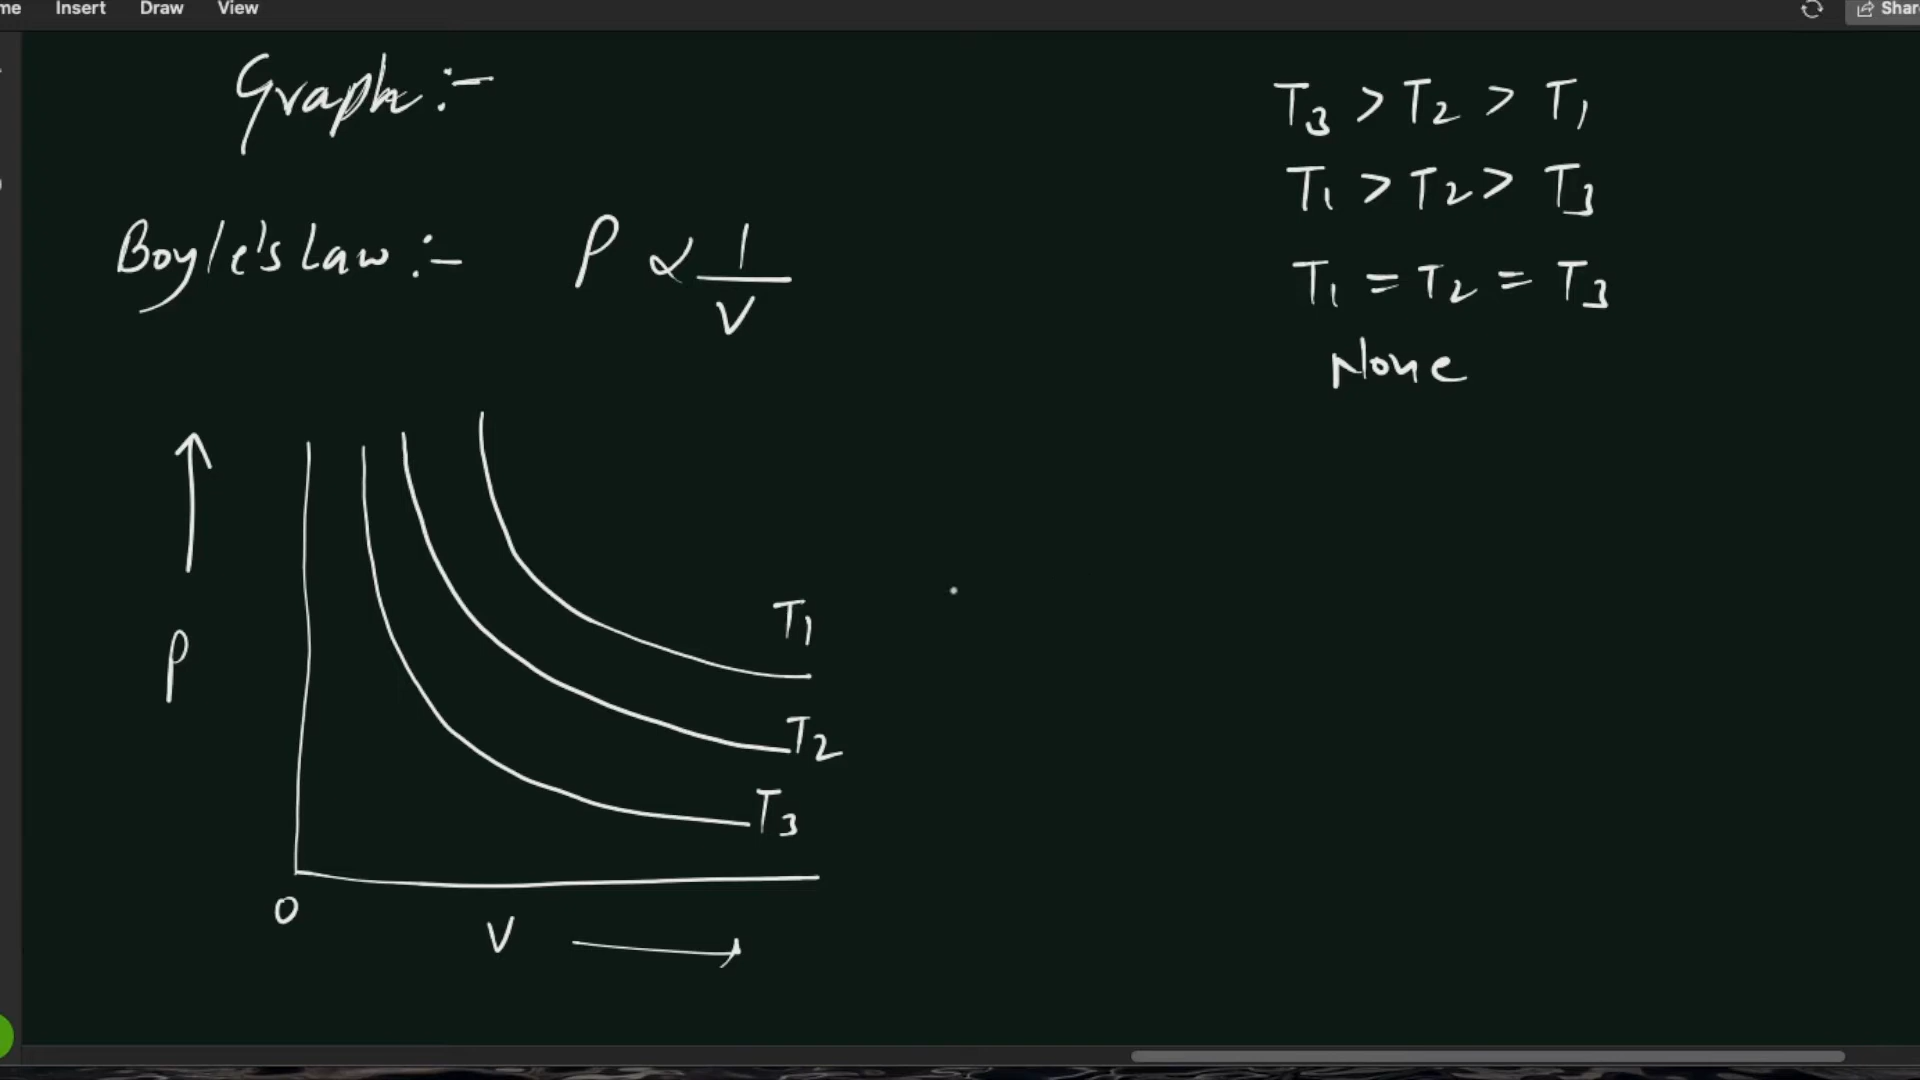 me Insert Draw View Shar
Graph :-
T3 > T2 > T1
T1 > T2 > T3
T1 = T2 = T3
None
Boyle's Law :- P ∝ 1/V
P
T1
T2
T3
0
V